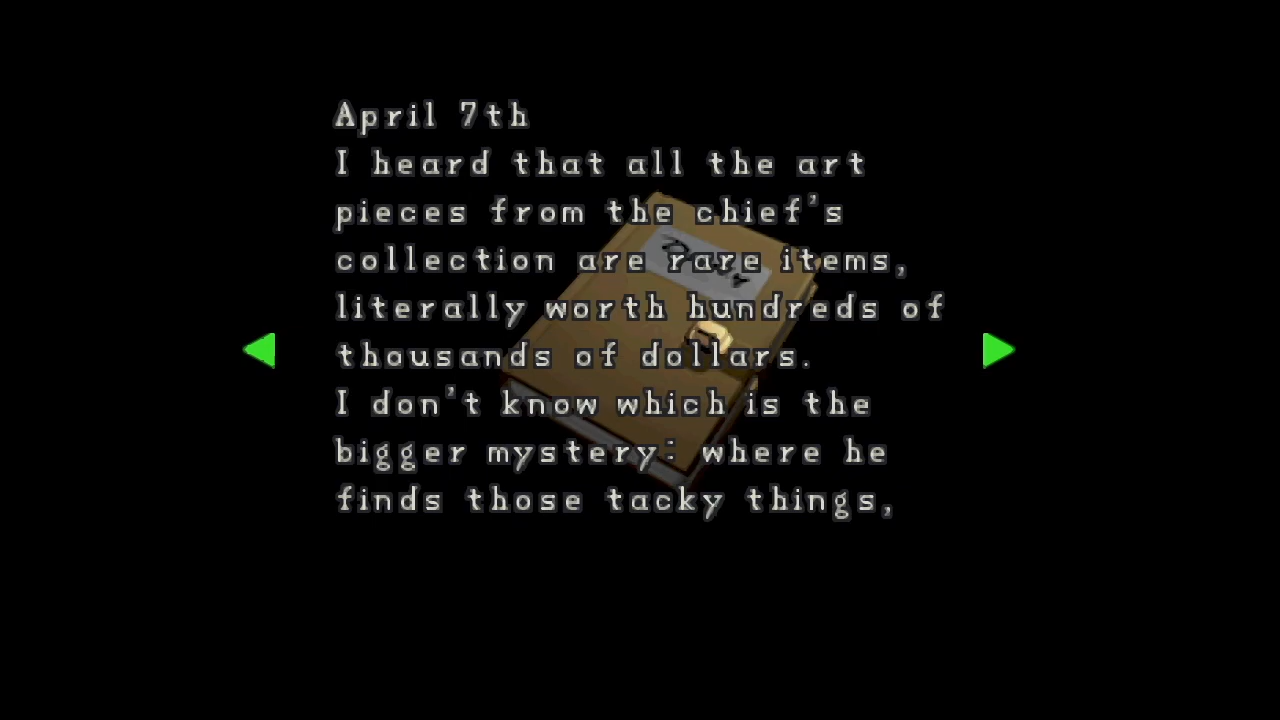 April 7th
I heard that all the art
pieces from the chief's
collection are rare items,
literally worth hundreds of
thousands of dollars.
I don't know which is the
bigger mystery: where he
finds those tacky things,